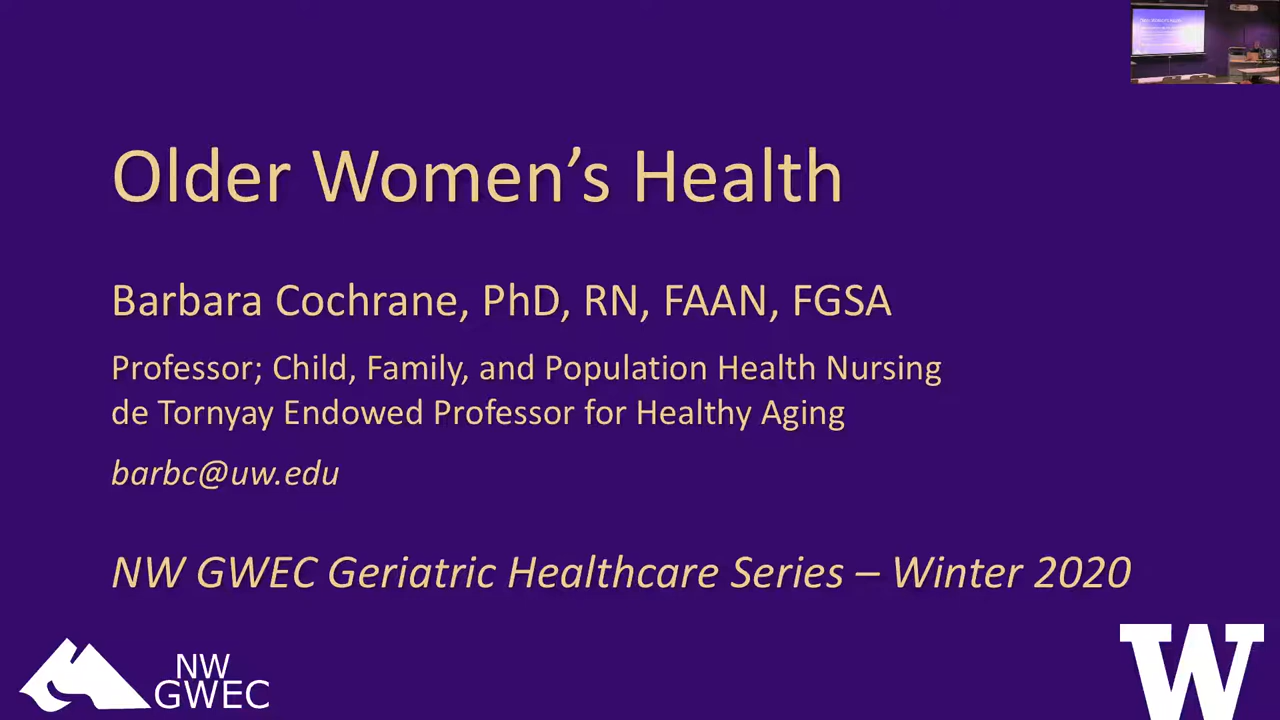 Older Women’s Health
Barbara Cochrane, PhD, RN, FAAN, FGSA
Professor; Child, Family, and Population Health Nursing
de Tornyay Endowed Professor for Healthy Aging
barbc@uw.edu
NW GWEC Geriatric Healthcare Series – Winter 2020
NW
GWEC
W